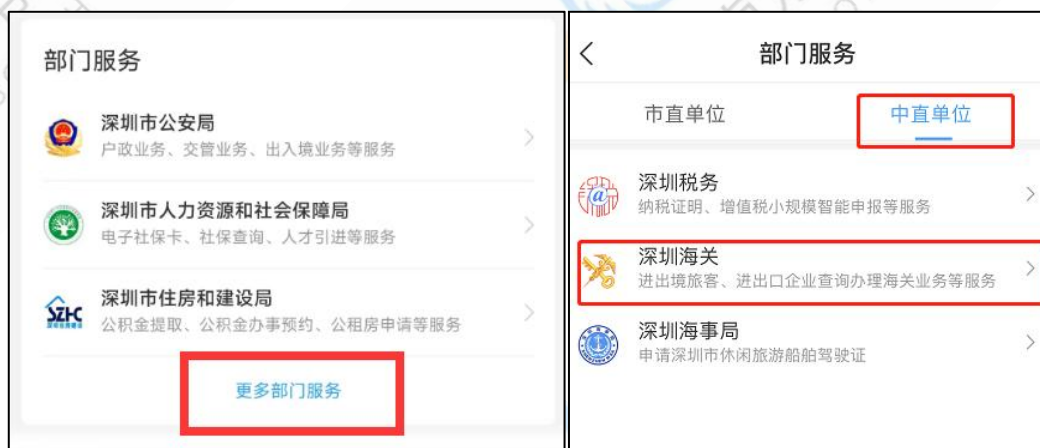 部门服务
深圳市公安局
户政业务、交管业务、出入境业务等服务
深圳市人力资源和社会保障局
电子社保卡、社保查询、人才引进等服务
深圳市住房和建设局
公积金提取、公积金办事预约、公租房申请等服务
更多部门服务
部门服务
市直单位
中直单位
深圳税务
纳税证明、增值税小规模智能申报等服务
深圳海关
进出境旅客、进出口企业查询办理海关业务等服务
深圳海事局
申请深圳市休闲旅游船舶驾驶证